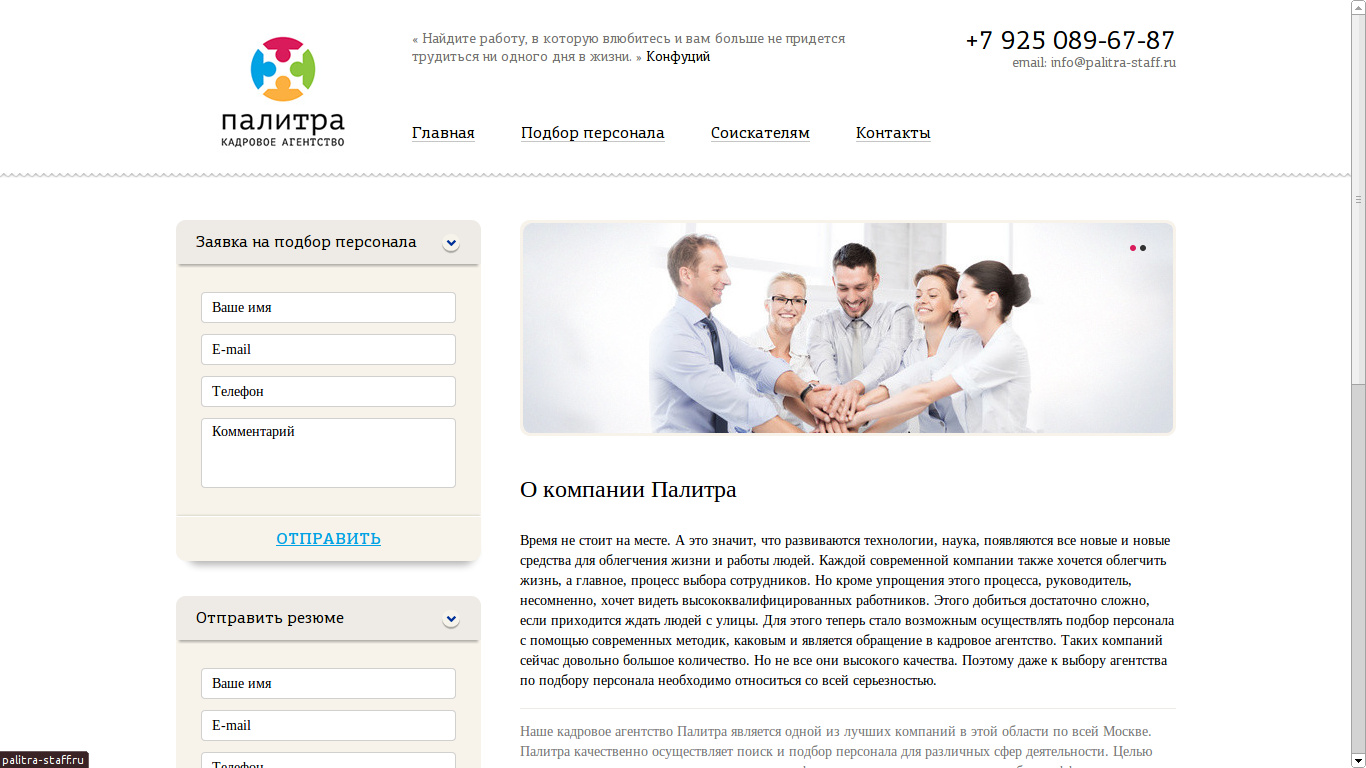 « Найдите работу, в которую влюбитесь и вам больше не придется
трудиться ни одного дня в жизни. » Конфуций
+7 925 089-67-87
email: info@palitra-staff.ru
палитра
КАДРОВОЕ АГЕНТСТВО
Главная
Подбор персонала
Соискателям
Контакты
Заявка на подбор персонала
Ваше имя
E-mail
Телефон
Комментарий
ОТПРАВИТЬ
Отправить резюме
Ваше имя
E-mail
Телефон
О компании Палитра
Время не стоит на месте. А это значит, что развиваются технологии, наука, появляются все новые и новые
средства для облегчения жизни и работы людей. Каждой современной компании также хочется облегчить
жизнь, а главное, процесс выбора сотрудников. Но кроме упрощения этого процесса, руководитель,
несомненно, хочет видеть высококвалифицированных работников. Этого добиться достаточно сложно,
если приходится ждать людей с улицы. Для этого теперь стало возможным осуществлять подбор персонала
с помощью современных методик, каковым и является обращение в кадровое агентство. Таких компаний
сейчас довольно большое количество. Но не все они высокого качества. Поэтому даже к выбору агентства
по подбору персонала необходимо относиться со всей серьезностью.
Наше кадровое агентство Палитра является одной из лучших компаний в этой области по всей Москве.
Палитра качественно осуществляет поиск и подбор персонала для различных сфер деятельности. Целью
palitra-staff.ru